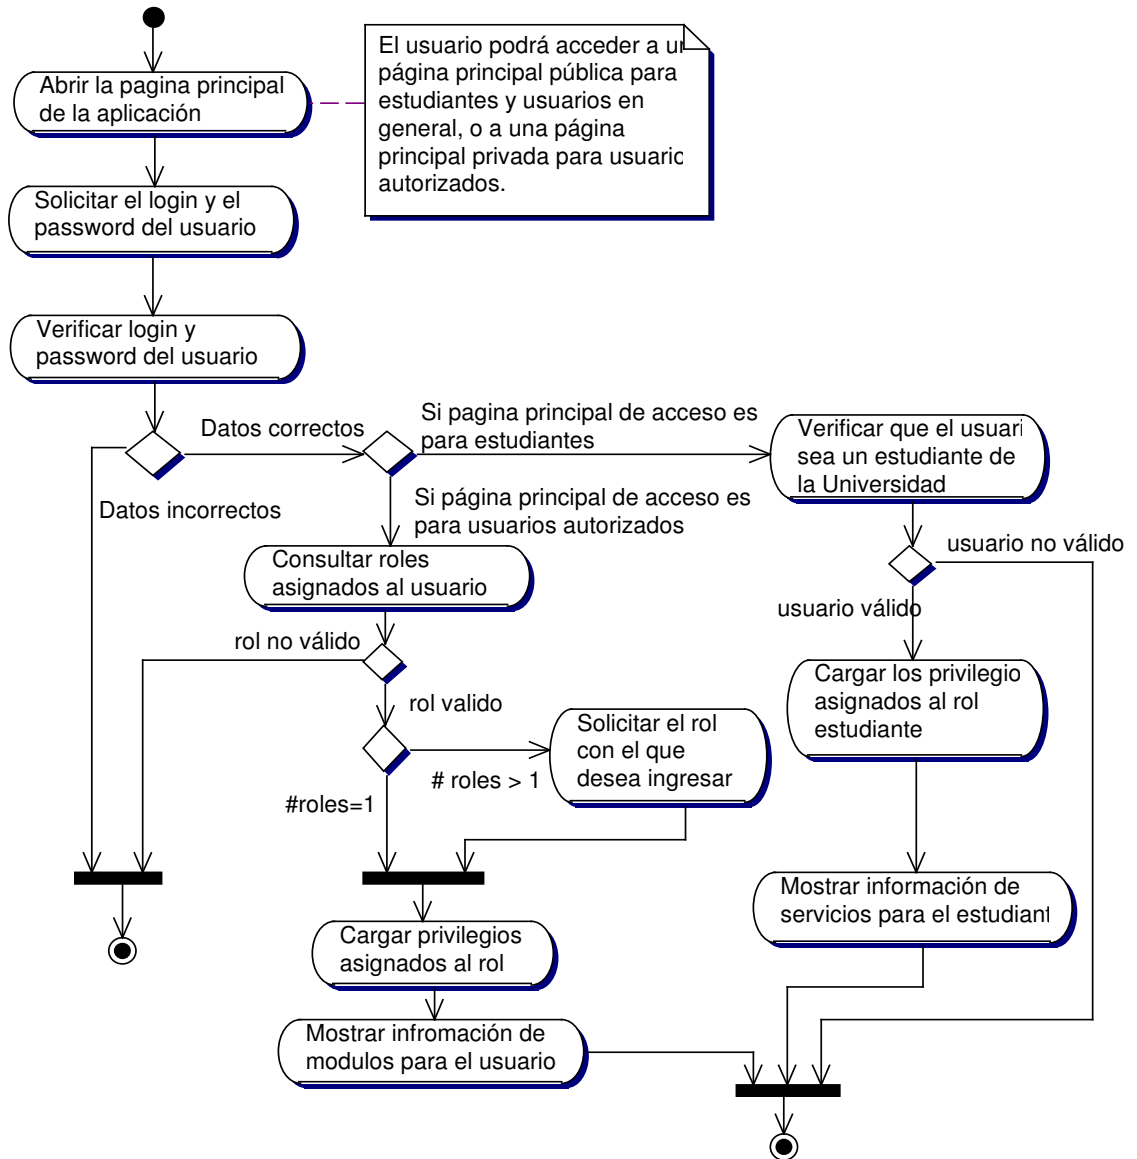 Abrir la pagina principal
de la aplicación
El usuario podrá acceder a un
página principal pública para
estudiantes y usuarios en
general, o a una página
principal privada para usuaric
autorizados.
Solicitar el login y el
password del usuario
Verificar login y
password del usuario
Datos correctos
Si pagina principal de acceso es
para estudiantes
Verificar que el usuari
sea un estudiante de
la Universidad
Datos incorrectos
Si página principal de acceso es
para usuarios autorizados
usuario no válido
Consultar roles
asignados al usuario
usuario válido
rol no válido
rol valido
Cargar los privilegio
asignados al rol
estudiante
Solicitar el rol
con el que
desea ingresar
# roles > 1
#roles=1
Mostrar información de
servicios para el estudiant
Cargar privilegios
asignados al rol
Mostrar infromación de
modulos para el usuario